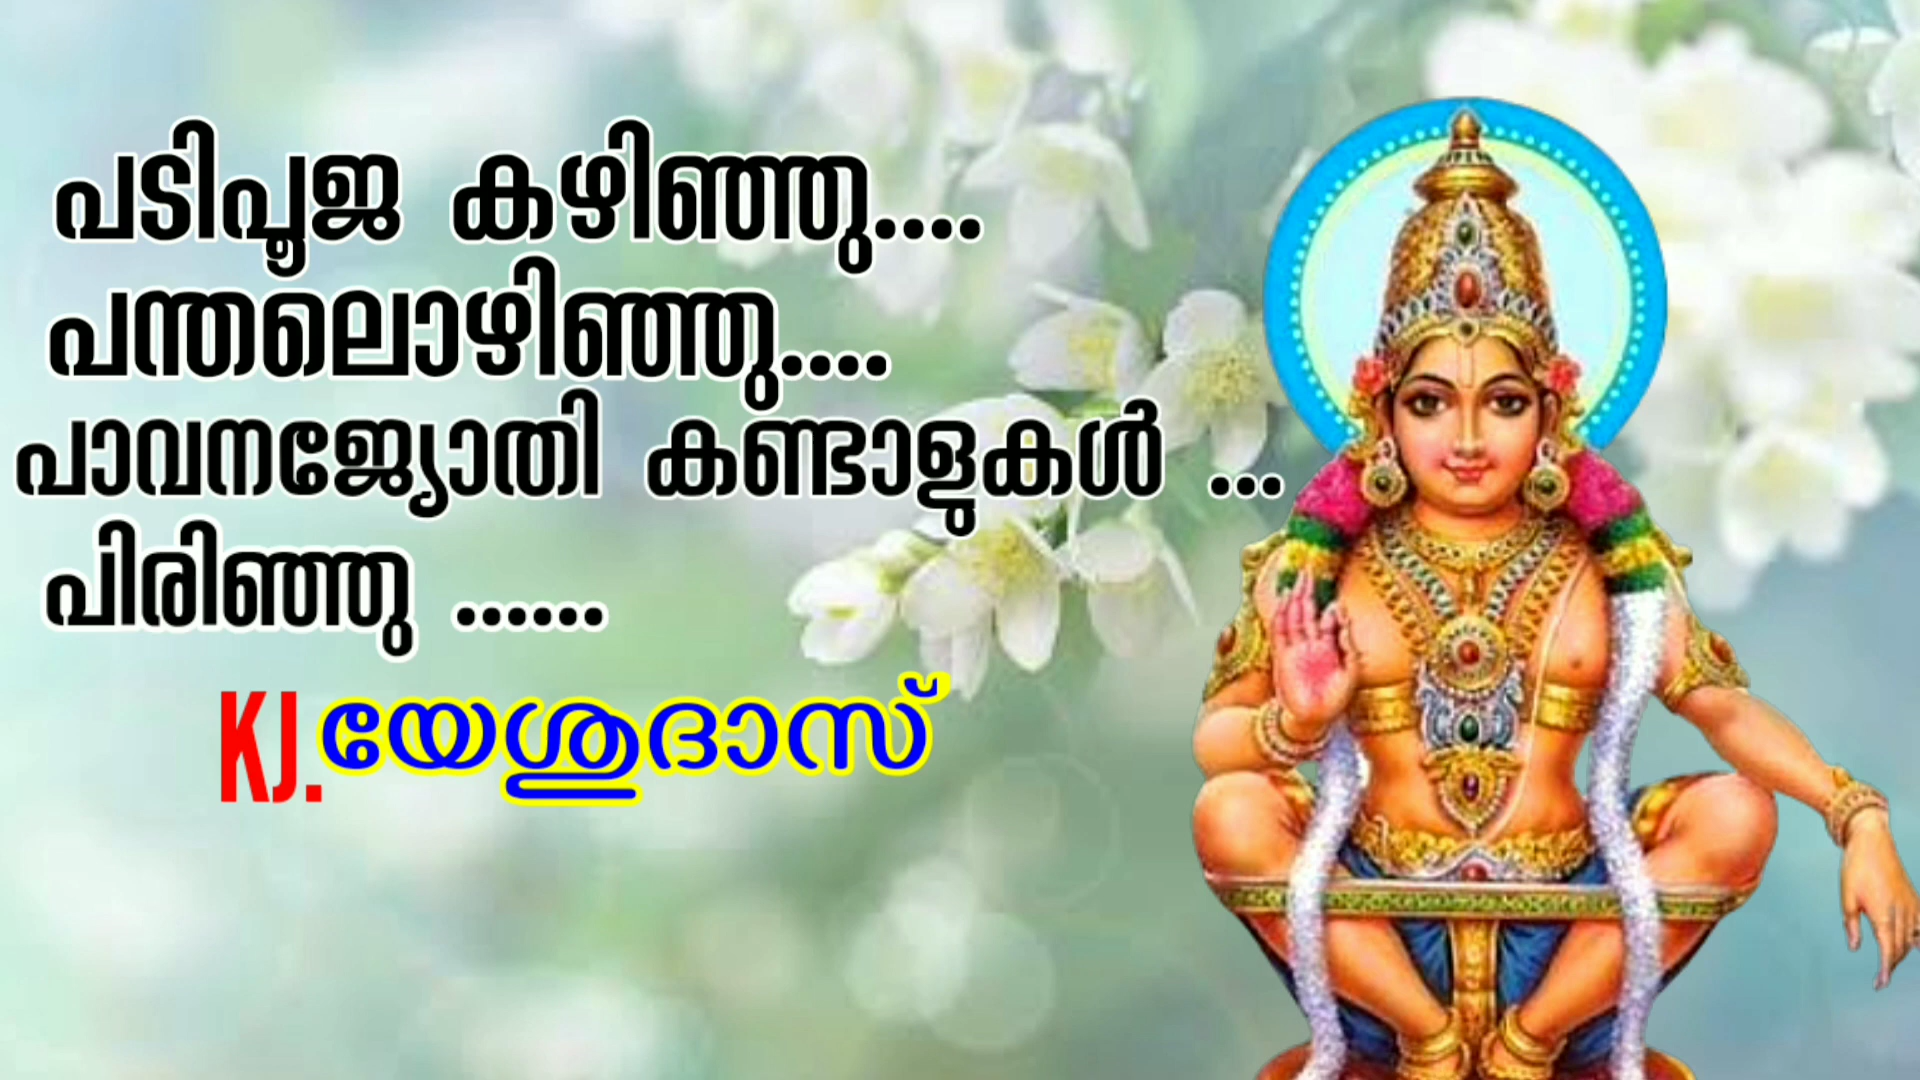 പടിപൂജ കഴിഞ്ഞു....
പന്തലൊഴിഞ്ഞു....
പാവനജ്യോതി കണ്ടാളുകൾ ...
പിരിഞ്ഞു ......
KJ.യേശുദാസ്